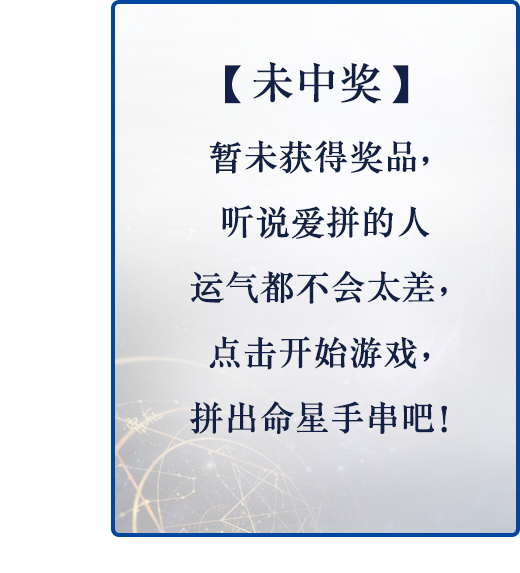 【未中奖】
暂未获得奖品，
听说爱拼的人
运气都不会太差，
点击开始游戏，
拼出命星手串吧！